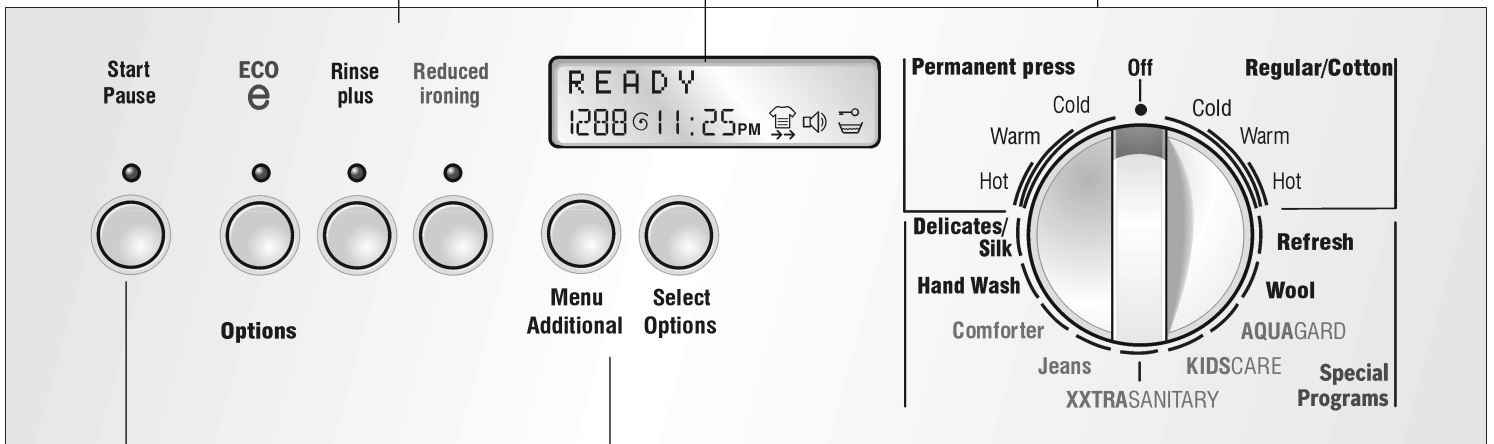 Start
Pause
ECO
e
Rinse
plus
Reduced
ironing
READY
1288 11:25PM
Options
Menu
Additional
Select
Options
Permanent press
Off
Regular/Cotton
Cold
Cold
Warm
Warm
Hot
Hot
Delicates/
Silk
Refresh
Hand Wash
Wool
Comforter
AQUAGARD
Jeans
KIDSCARE
XXTRASANITARY
Special
Programs